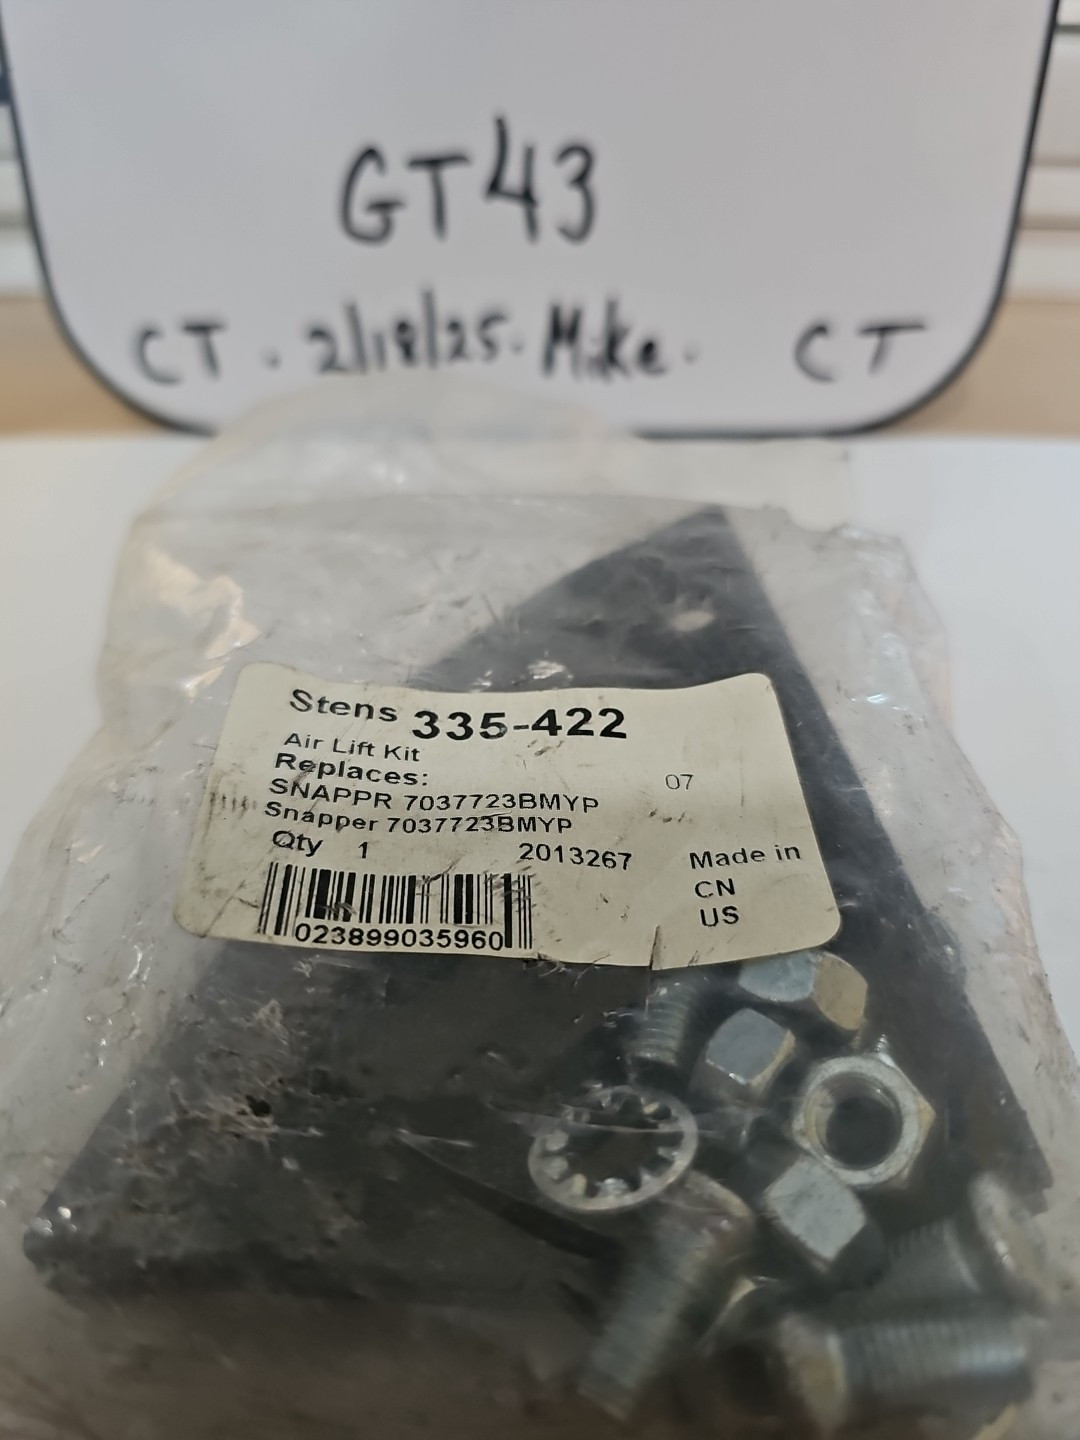 GT43
CT . 2/18/25. Mike. CT
Stens 335-422
Air Lift Kit
Replaces: 07
SNAPPR 7037723BMYP
Snapper 7037723BMYP
Qty 1 2013267 Made in
CN
US
023899035960